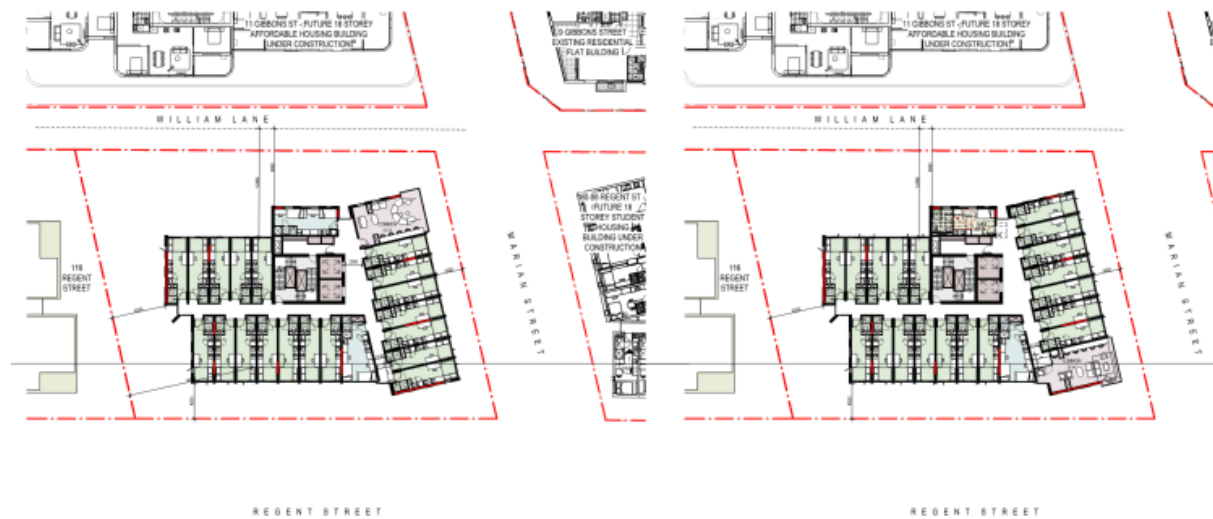 11 GIBBONS ST - FUTURE 18 STOREY
AFFORDABLE HOUSING BUILDING
UNDER CONSTRUCTION
9 GIBBONS STREET
EXISTING RESIDENTIAL
FLAT BUILDING
WILLIAM LANE
116
REGENT
STREET
REGENT ST
FUTURE 18
STOREY STUDENT
HOUSING
BUILDING UNDER
CONSTRUCTION
MARIAN STREET
REGENT STREET
11 GIBBONS ST - FUTURE 18 STOREY
AFFORDABLE HOUSING BUILDING
UNDER CONSTRUCTION
WILLIAM LANE
116
REGENT
STREET
MARIAN STREET
REGENT STREET